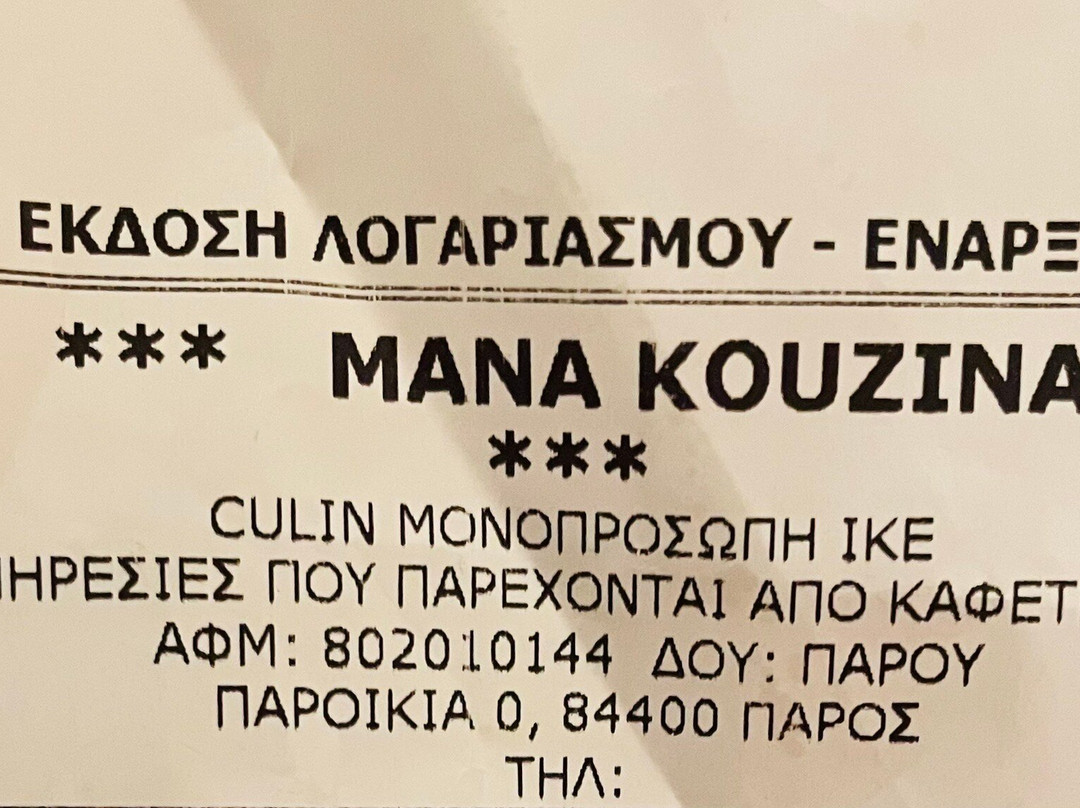 ΕΚΔΟΣΗ ΛΟΓΑΡΙΑΣΜΟΥ - ΕΝΑΡΞ
*** MANA KOUZINA
***
CULIN ΜΟΝΟΠΡΟΣΩΠΗ ΙΚΕ
ΗΡΕΣΙΕΣ ΠΟΥ ΠΑΡΕΧΟΝΤΑΙ ΑΠΟ ΚΑΦΕΤ
ΑΦΜ: 802010144 ΔΟΥ: ΠΑΡΟΥ
ΠΑΡΟΙΚΙΑ 0, 84400 ΠΑΡΟΣ
ΤΗΛ: